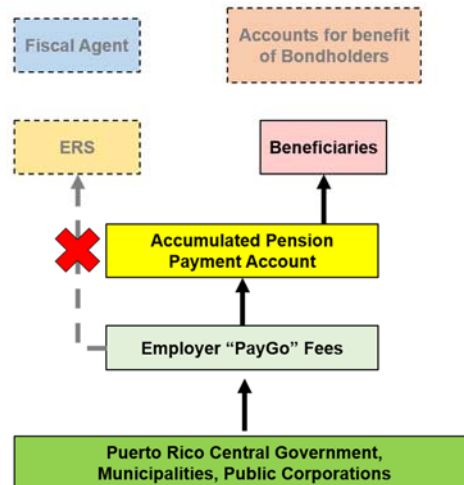 Fiscal Agent
Accounts for benefit
of Bondholders
ERS
Beneficiaries
Accumulated Pension
Payment Account
Employer “PayGo” Fees
Puerto Rico Central Government,
Municipalities, Public Corporations